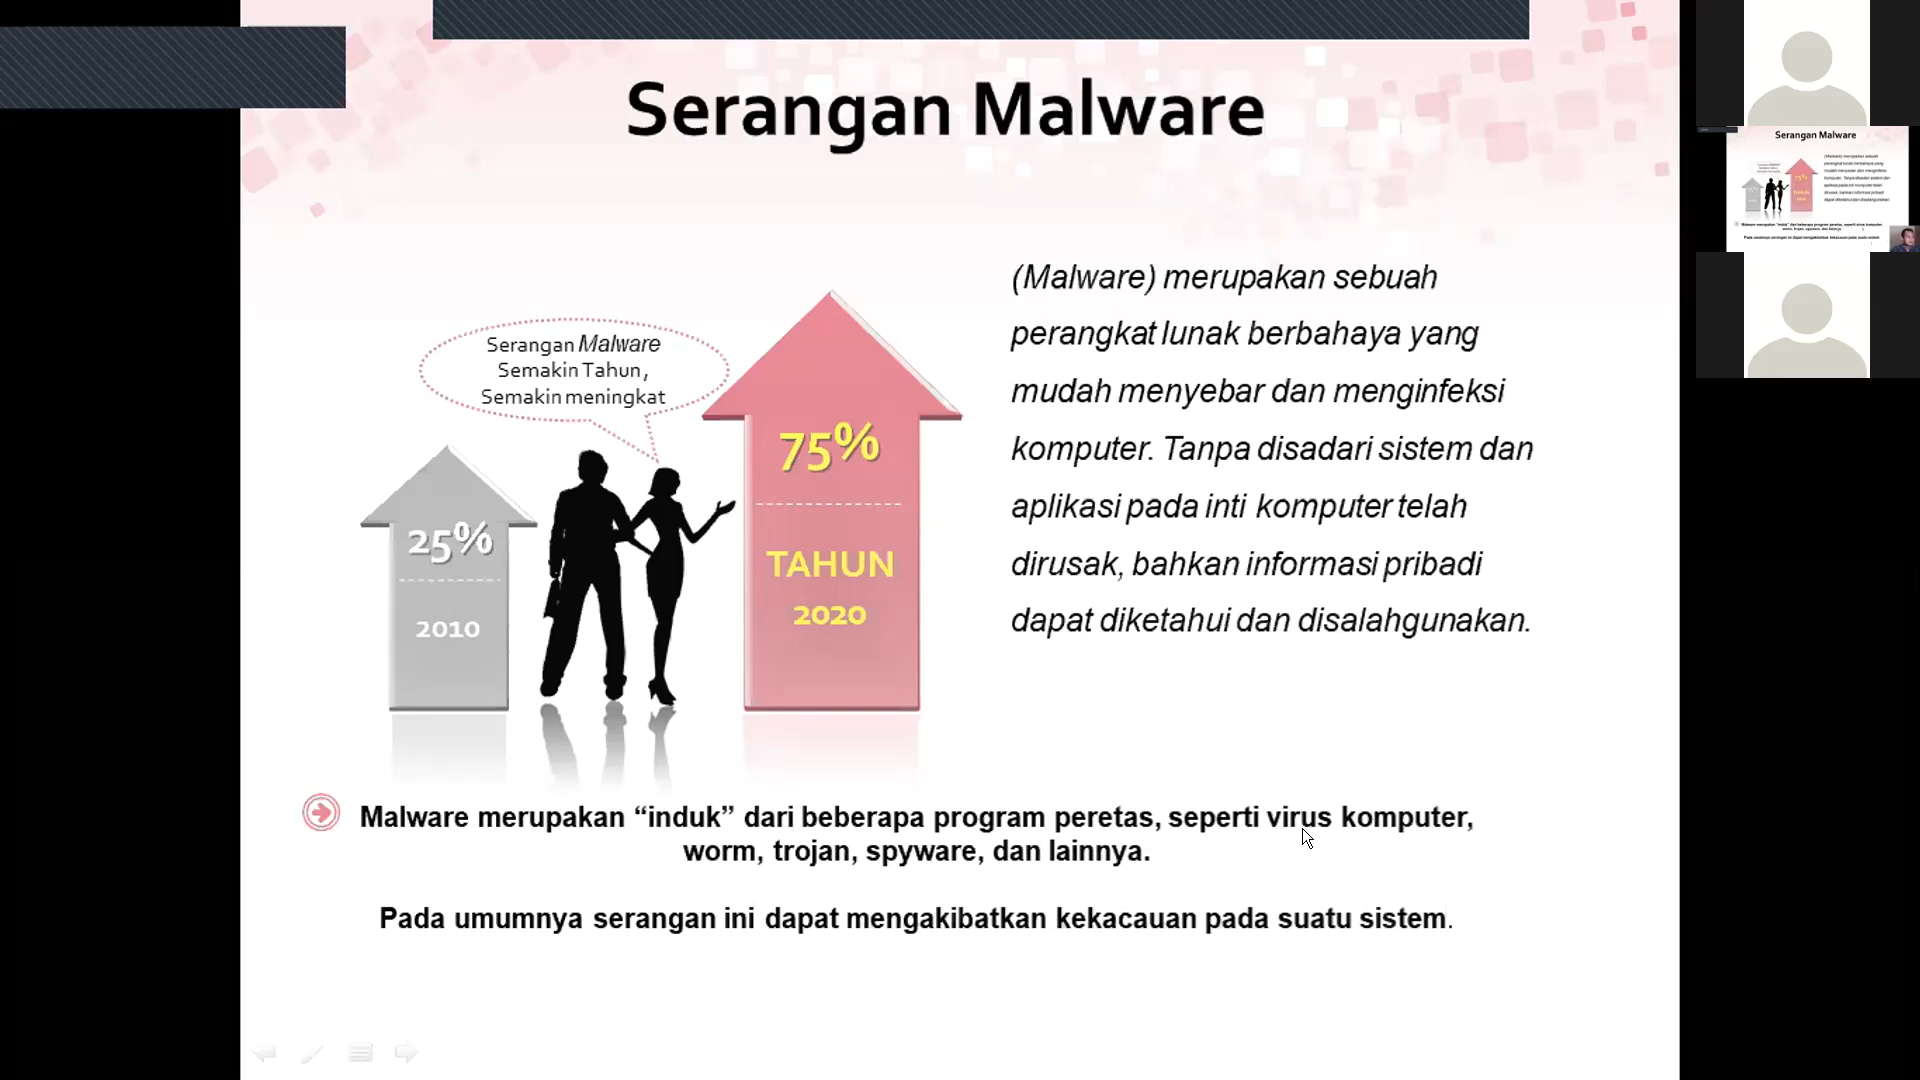 Serangan Malware
Serangan Malware
Semakin Tahun,
Semakin meningkat
25%
2010
75%
TAHUN
2020
(Malware) merupakan sebuah
perangkat lunak berbahaya yang
mudah menyebar dan menginfeksi
komputer. Tanpa disadari sistem dan
aplikasi pada inti komputer telah
dirusak, bahkan informasi pribadi
dapat diketahui dan disalahgunakan.
Malware merupakan “induk” dari beberapa program peretas, seperti virus komputer,
worm, trojan, spyware, dan lainnya.
Pada umumnya serangan ini dapat mengakibatkan kekacauan pada suatu sistem.
Serangan Malware